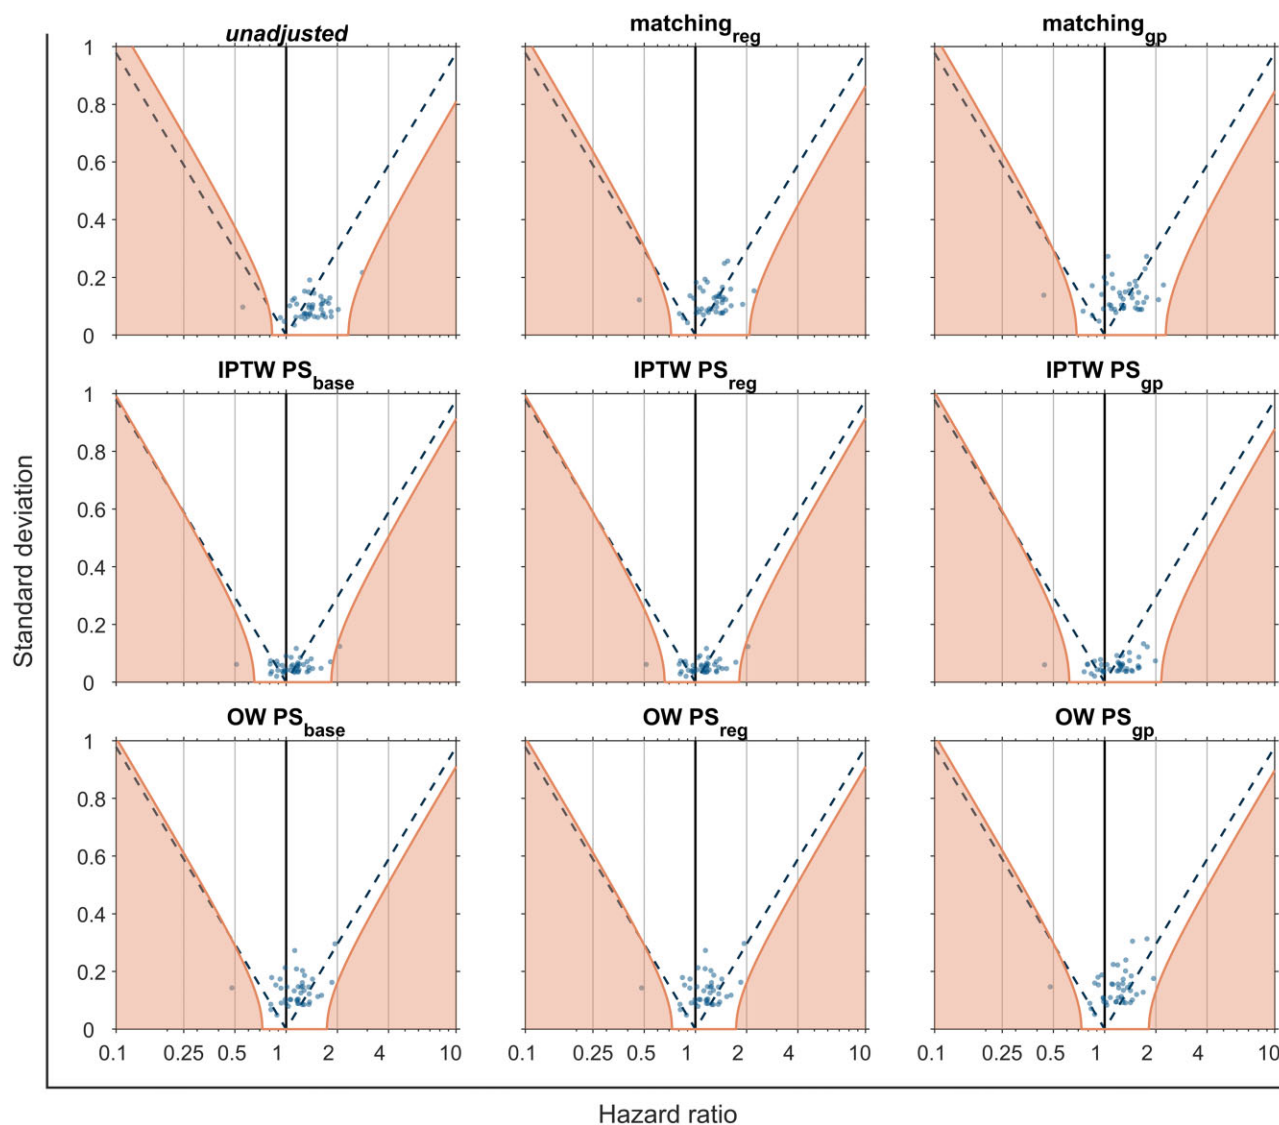 unadjusted
matching_reg
matching_gp
1
0.8
0.6
0.4
0.2
0
IPTW PS_base
IPTW PS_reg
IPTW PS_gp
1
0.8
0.6
0.4
0.2
0
OW PS_base
OW PS_reg
OW PS_gp
1
0.8
0.6
0.4
0.2
0
0.1 0.25 0.5 1 2 4 10
0.1 0.25 0.5 1 2 4 10
0.1 0.25 0.5 1 2 4 10
Standard deviation
Hazard ratio